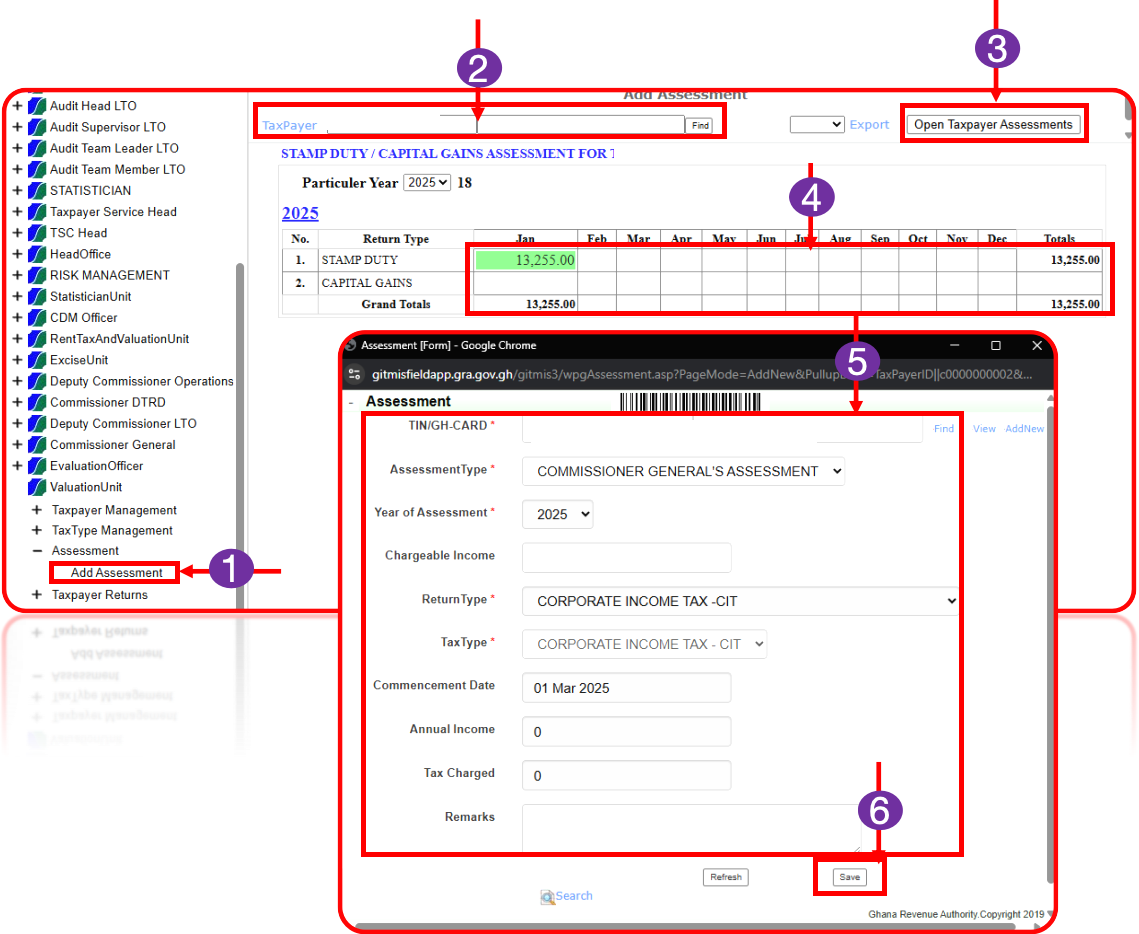 2
3
Audit Head LTO
Audit Supervisor LTO
Audit Team Leader LTO
Audit Team Member LTO
STATISTICIAN
Taxpayer Service Head
TSC Head
HeadOffice
RISK MANAGEMENT
StatisticianUnit
CDM Officer
RentTaxAndValuationUnit
ExciseUnit
Deputy Commissioner Operations
Commissioner DTRD
Deputy Commissioner LTO
Commissioner General
EvaluationOfficer
ValuationUnit
Taxpayer Management
TaxType Management
Assessment
Add Assessment
1
Taxpayer Returns
Taxpayer Returns
Add Assessment
Assessment
TaxType Management
Taxpayer Management
Add Assessment
TaxPayer Find Export Open Taxpayer Assessments
STAMP DUTY / CAPITAL GAINS ASSESSMENT FOR T
Particuler Year 2025 18
4
2025
No. Return Type Jan Feb Mar Apr May Jun Aug Sep Oct Nov Dec Totals
1. STAMP DUTY 13,255.00 13,255.00
2. CAPITAL GAINS
Grand Totals 13,255.00 13,255.00
Assessment [Form] - Google Chrome
5
gitmisfieldapp.gra.gov.gh/gitmis3/wpgAssessment.asp?PageMode=AddNew&Pullup TaxPayerID||c0000000002&...
- Assessment
TIN/GH-CARD * Find View AddNew
AssessmentType * COMMISSIONER GENERAL'S ASSESSMENT
Year of Assessment * 2025
Chargeable Income
ReturnType * CORPORATE INCOME TAX -CIT
TaxType * CORPORATE INCOME TAX - CIT
Commencement Date 01 Mar 2025
Annual Income 0
Tax Charged 0
Remarks
6
Refresh Save
Search
Ghana Revenue Authority.Copyright 2019